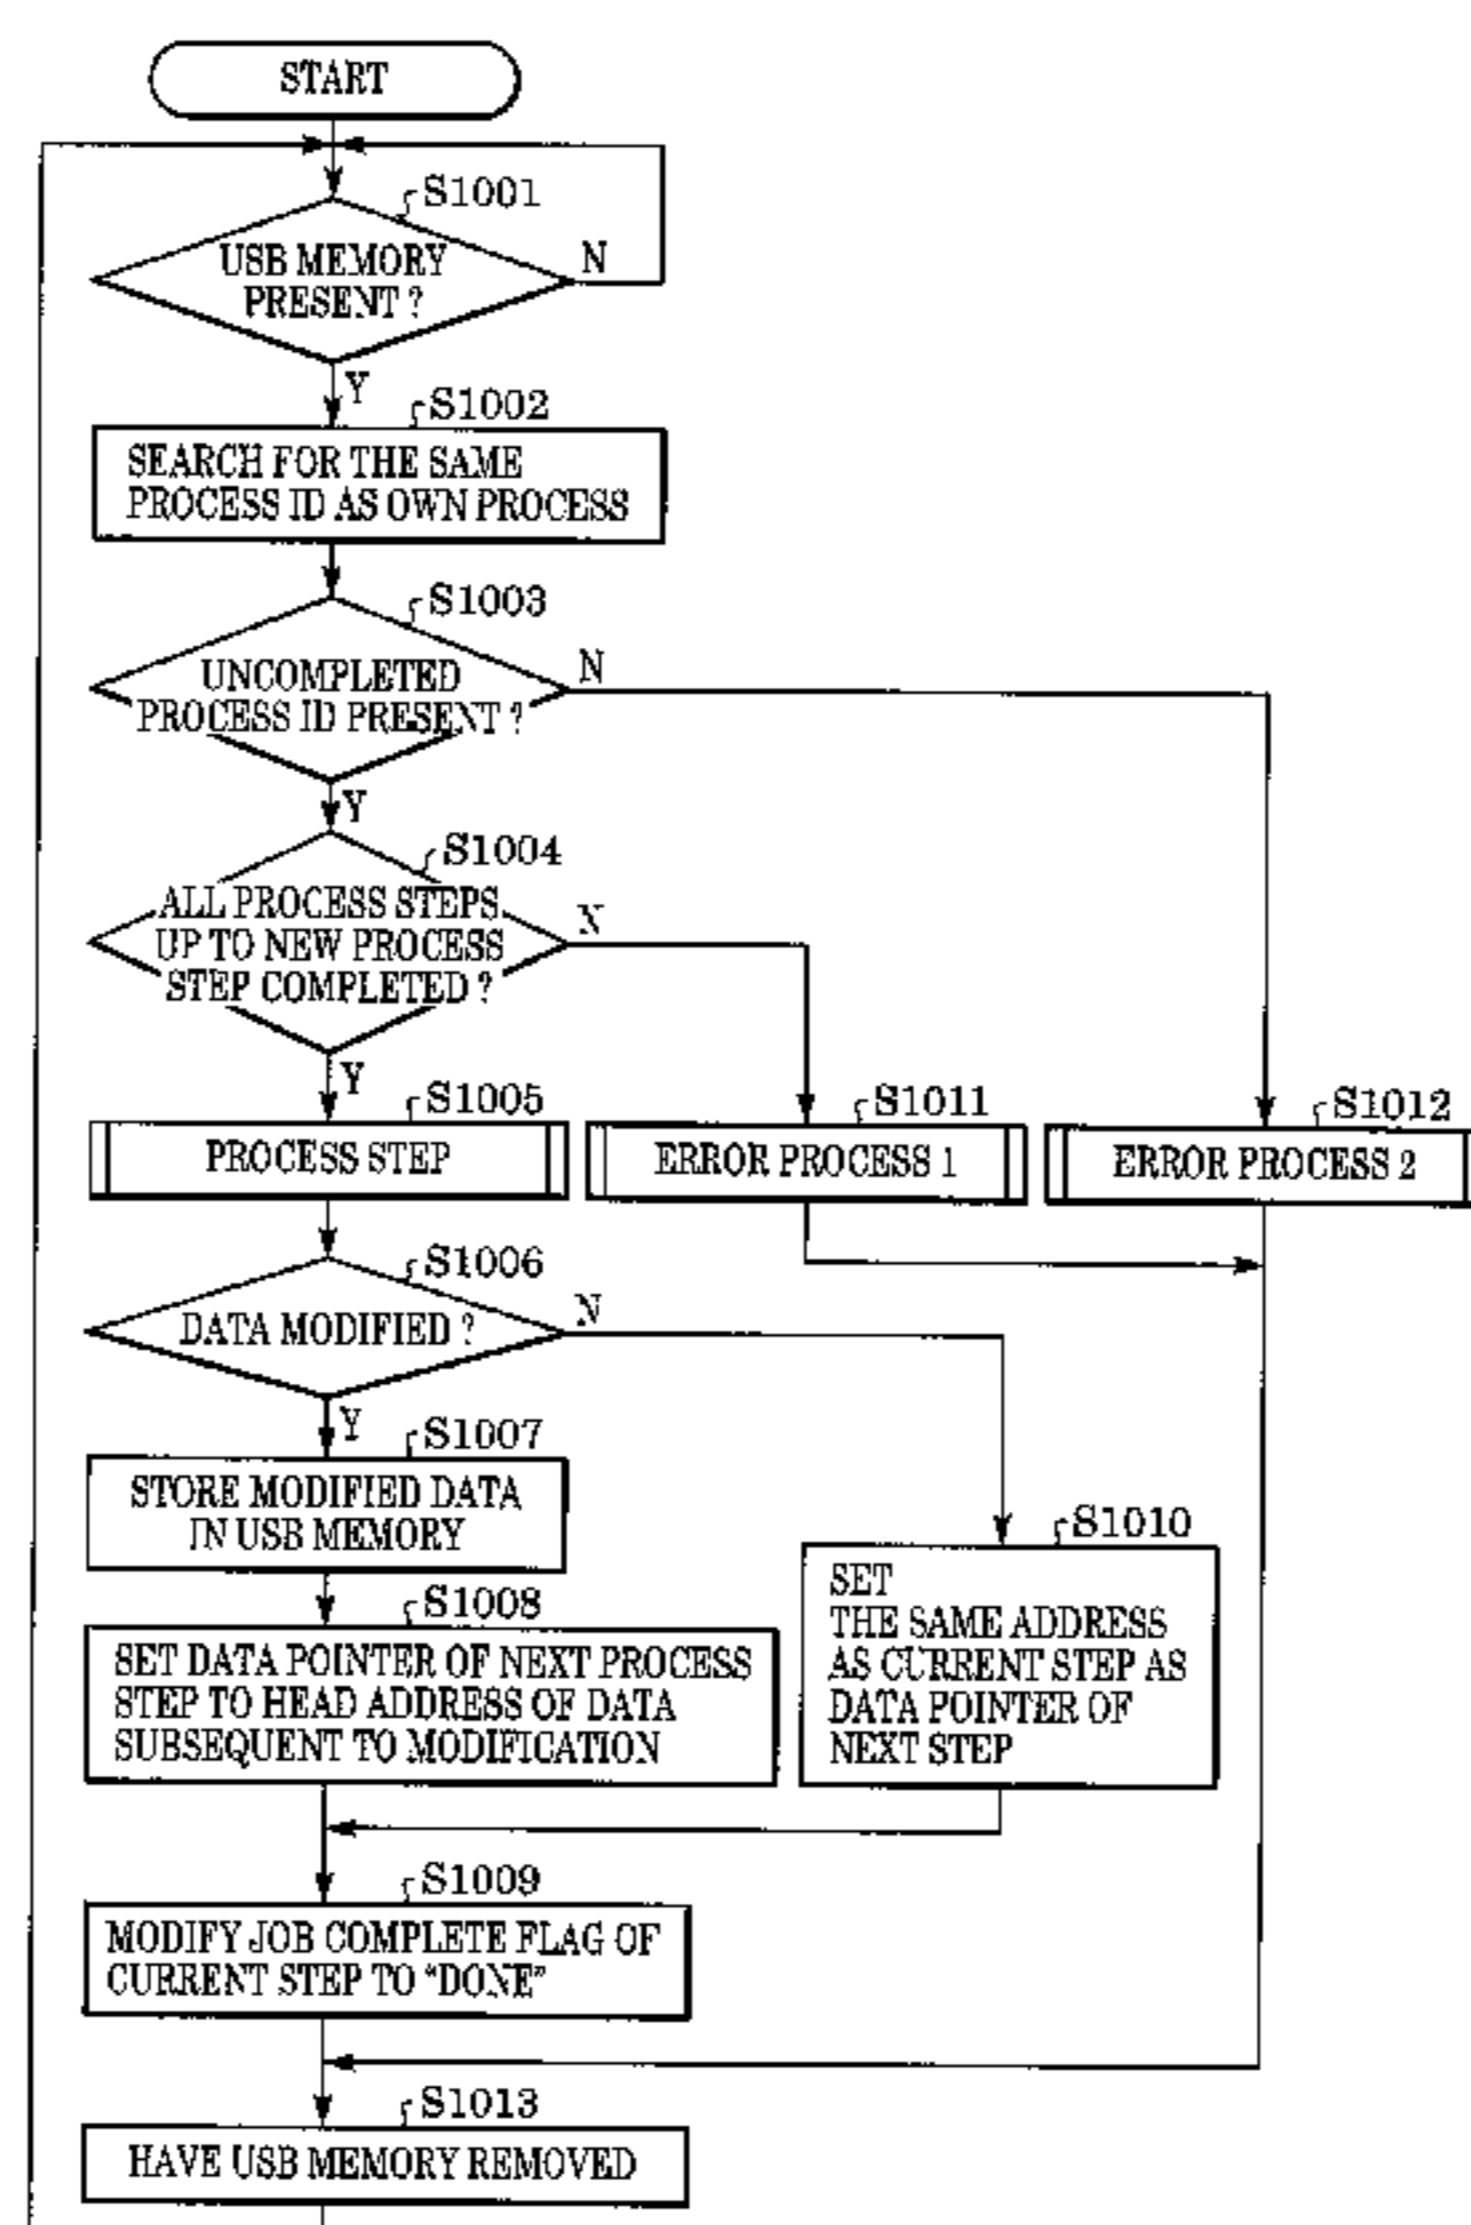 START
S1001
USB MEMORY
PRESENT ?
N
Y
S1002
SEARCH FOR THE SAME
PROCESS ID AS OWN PROCESS
S1003
UNCOMPLETED
PROCESS ID PRESENT ?
N
Y
S1004
ALL PROCESS STEPS
UP TO NEW PROCESS
STEP COMPLETED ?
N
Y
S1005
PROCESS STEP
S1011
ERROR PROCESS 1
S1012
ERROR PROCESS 2
S1006
DATA MODIFIED ?
N
Y
S1007
STORE MODIFIED DATA
IN USB MEMORY
S1008
SET DATA POINTER OF NEXT PROCESS
STEP TO HEAD ADDRESS OF DATA
SUBSEQUENT TO MODIFICATION
S1010
SET
THE SAME ADDRESS
AS CURRENT STEP AS
DATA POINTER OF
NEXT STEP
S1009
MODIFY JOB COMPLETE FLAG OF
CURRENT STEP TO “DONE”
S1013
HAVE USB MEMORY REMOVED